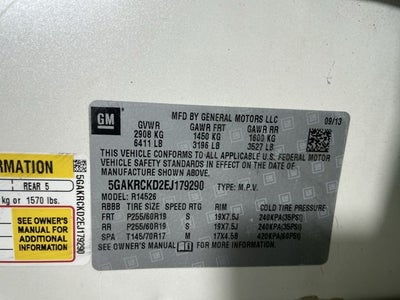 GM
MFD BY GENERAL MOTORS LLC
09/13
GVWR GAWR FRT GAWR RR
2908 KG 1450 KG 1600 KG
6411 LB 3196 LB 3527 LB
THIS VEHICLE CONFORMS TO ALL APPLICABLE U.S. FEDERAL MOTOR
VEHICLE SAFETY STANDARDS IN EFFECT ON THE DATE OF
MANUFACTURE SHOWN ABOVE.
5GAKRCKD2EJ179290 TYPE: M.P.V.
MODEL: R14526
RBBB TIRE SIZE SPEED RTG RIM COLD TIRE PRESSURE
FRT P255/60R19 S 19X7.5J 240KPA(35PSI)
RR P255/60R19 S 19X7.5J 240KPA(35PSI)
SPA T145/70R17 M 17X4.5B 420KPA(60PSI)
SEE OWNER'S MANUAL FOR ADDITIONAL INFORMATION.
RMATION
REAR 5
kg or 1570 lbs.
SEE OWNER'S
MANUAL FOR
ADDITIONAL
INFORMATION
5GAKRCKD2EJ179290